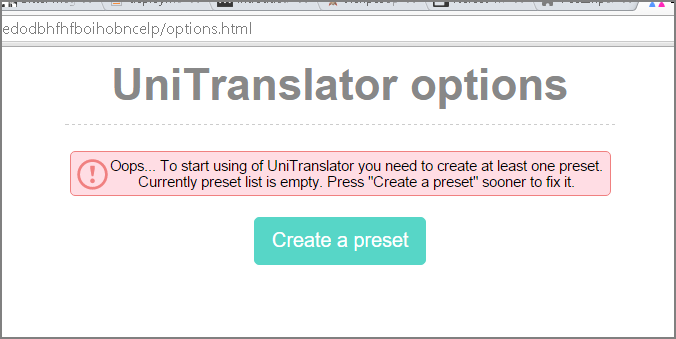 edodbhfhfboihobncelp/options.html
UniTranslator options
Oops... To start using of UniTranslator you need to create at least one preset.
Currently preset list is empty. Press "Create a preset" sooner to fix it.
Create a preset